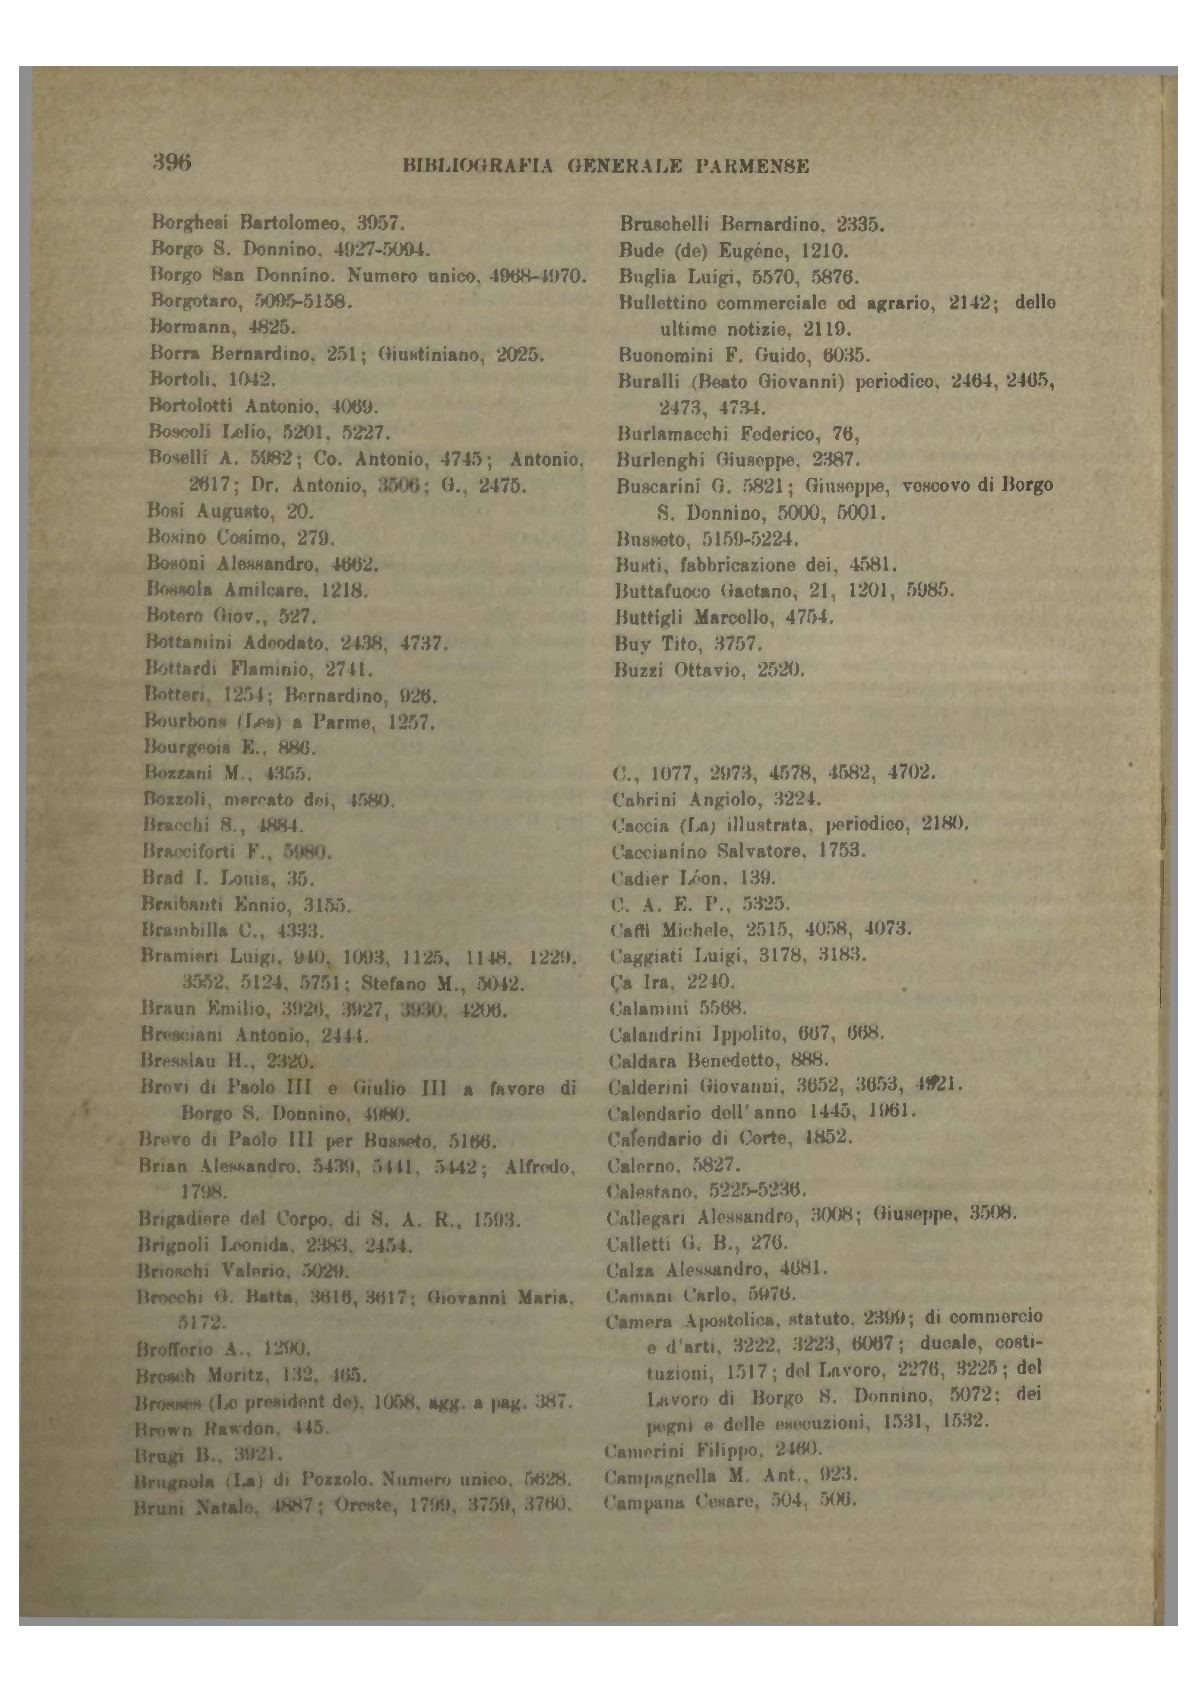 396
BIBLIOGRAFIA GENERALE PARMENSE
Borghesi Bartolomeo, 3957.
Borgo S. Donnino, 4927-5094.
Borgo San Donnino. Numero unico, 4968-4970.
Borgotaro, 5095-5158.
Bormann, 4825.
Borra Bernardino, 251; Giustiniano, 2025.
Bortoli, 1042.
Bortolotti Antonio, 4069.
Boscoli Lelio, 5201, 5227.
Boselli A. 5982; Co. Antonio, 4745; Antonio,
2617; Dr. Antonio, 3506; G., 2475.
Bosi Augusto, 20.
Bosino Cosimo, 279.
Bosoni Alessandro, 4662.
Bossola Amilcare, 1218.
Botero Giov., 527.
Bottamini Adeodato, 2438, 4737.
Bottardi Flaminio, 2741.
Botteri, 1254; Bernardino, 926.
Bourbons (Les) a Parme, 1257.
Bourgeois E., 886.
Bozzani M., 4355.
Bozzoli, mercato dei, 4580.
Bracchi S., 4884.
Bracciforti F., 5980.
Brad I. Louis, 35.
Braibanti Ennio, 3155.
Brambilla C., 4333.
Bramieri Luigi, 940, 1093, 1125, 1148, 1229,
3552, 5124, 5751; Stefano M., 5042.
Braun Emilio, 3926, 3927, 3930, 4206.
Bresciani Antonio, 2444.
Bresslau H., 2320.
Brevi di Paolo III e Giulio III a favore di
Borgo S. Donnino, 4980.
Breve di Paolo III per Busseto, 5166.
Brian Alessandro, 5439, 5441, 5442; Alfredo,
1798.
Brigadiere del Corpo, di S. A. R., 1593.
Brignoli Leonida, 2383, 2454.
Brioschi Valerio, 5029.
Brocchi G. Batta, 3616, 3617; Giovanni Maria,
5172.
Brofferio A., 1290.
Brosch Moritz, 132, 465.
Brosses (Le president de), 1058, agg. a pag. 387.
Brown Rawdon, 445.
Brugi B., 3921.
Brugnola (La) di Pozzolo. Numero unico, 5628.
Bruni Natale, 4887; Oreste, 1799, 3759, 3760.
Bruschelli Bernardino, 2335.
Bude (de) Eugéne, 1210.
Buglia Luigi, 5570, 5876.
Bullettino commerciale ed agrario, 2142; delle
ultime notizie, 2119.
Buonomini F. Guido, 6035.
Buralli (Beato Giovanni) periodico, 2464, 2465,
2473, 4734.
Burlamacchi Federico, 76,
Burlenghi Giuseppe, 2387.
Buscarini G. 5821; Giuseppe, vescovo di Borgo
S. Donnino, 5000, 5001.
Busseto, 5159-5224.
Busti, fabbricazione dei, 4581.
Buttafuoco Gaetano, 21, 1201, 5985.
Buttigli Marcello, 4754.
Buy Tito, 3757.
Buzzi Ottavio, 2520.
C., 1077, 2973, 4578, 4582, 4702.
Cabrini Angiolo, 3224.
Caccia (La) illustrata, periodico, 2180.
Caccianino Salvatore, 1753.
Cadier Léon, 139.
C. A. E. P., 5325.
Caffi Michele, 2515, 4058, 4073.
Caggiati Luigi, 3178, 3183.
Ça Ira, 2240.
Calamini 5568.
Calandrini Ippolito, 667, 668.
Caldara Benedetto, 888.
Calderini Giovanni, 3652, 3653, 4921.
Calendario dell' anno 1445, 1961.
Calendario di Corte, 1852.
Calerno, 5827.
Calestano, 5225-5236.
Callegari Alessandro, 3008; Giuseppe, 3508.
Calletti G. B., 276.
Calza Alessandro, 4681.
Camani Carlo, 5976.
Camera Apostolica, statuto, 2399; di commercio
e d'arti, 3222, 3223, 6067; ducale, costi-
tuzioni, 1517; del Lavoro, 2276, 3225; del
Lavoro di Borgo S. Donnino, 5072; dei
pegni e delle esecuzioni, 1531, 1532.
Camerini Filippo, 2460.
Campagnella M. Ant., 923.
Campana Cesare, 504, 506.